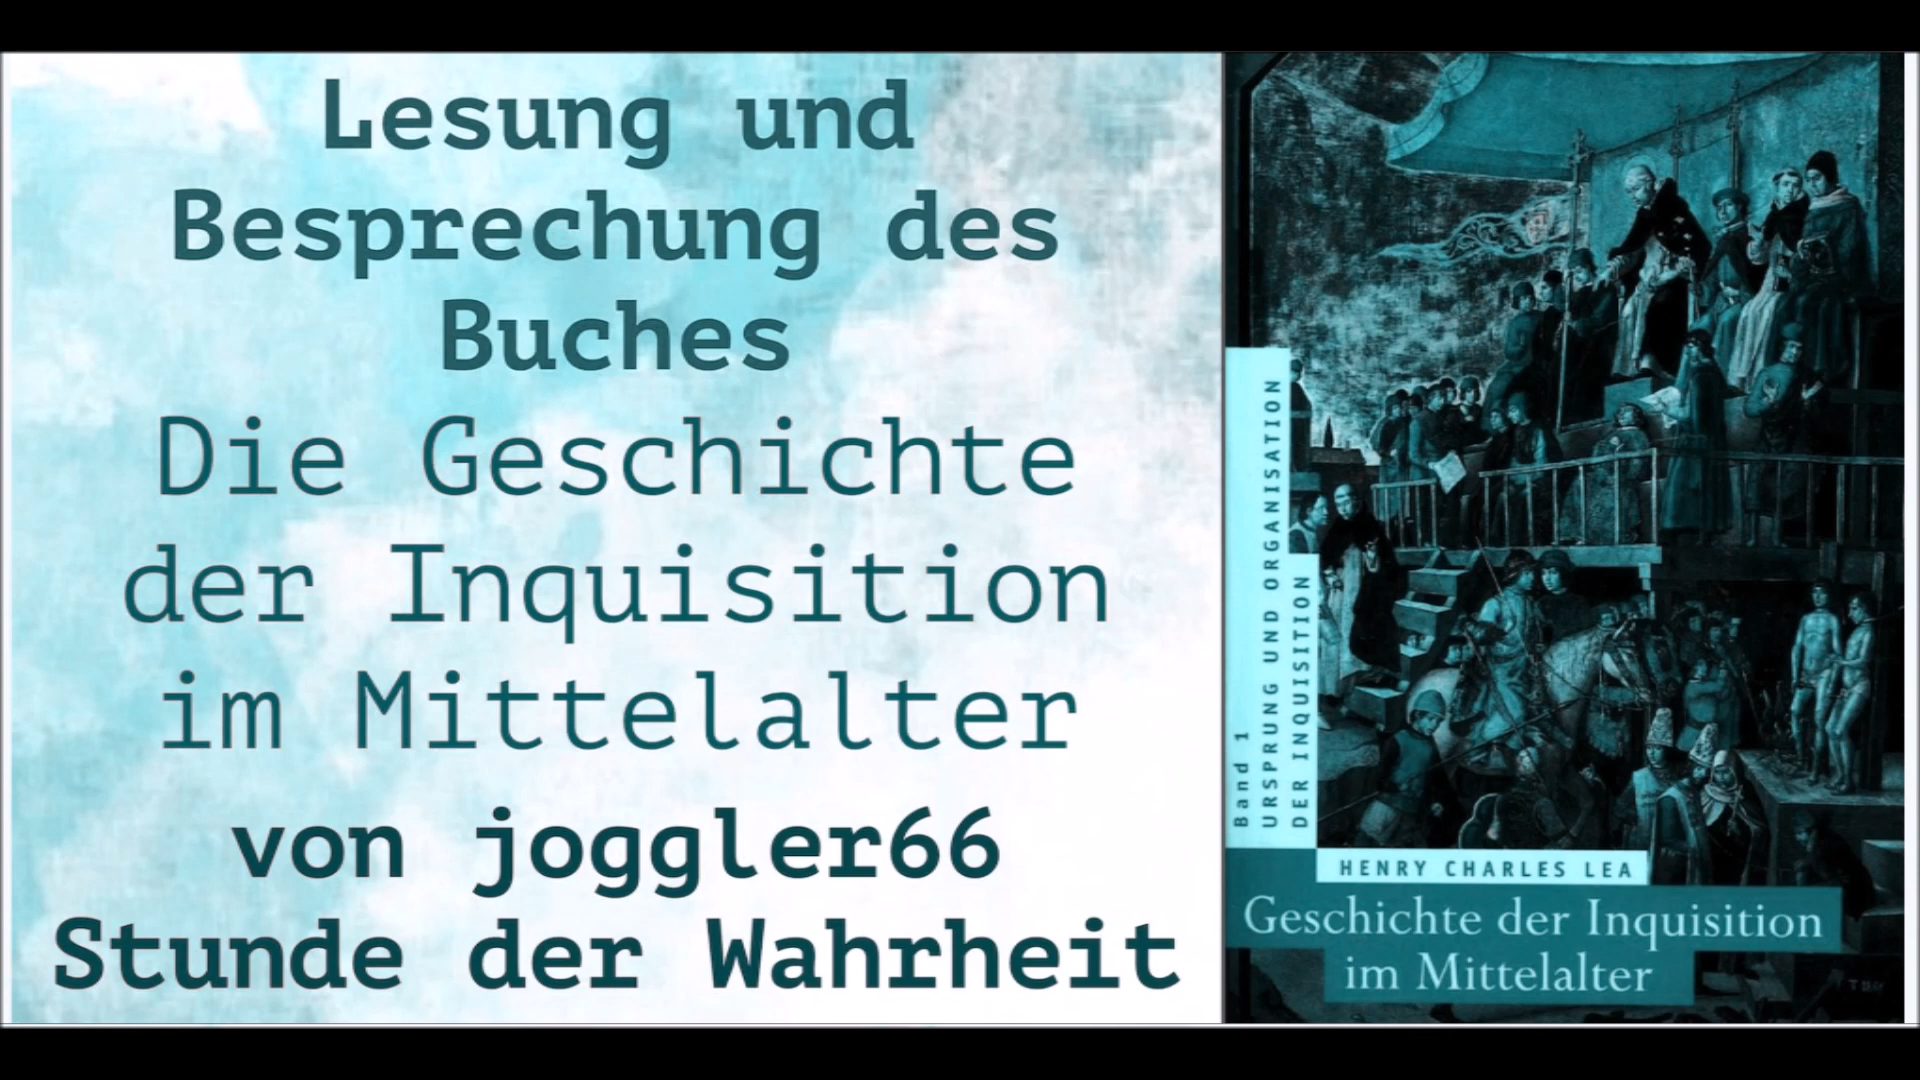 Lesung und
Besprechung des
Buches
Die Geschichte
der Inquisition
im Mittelalter
von joggler66
Stunde der Wahrheit
Band 1
URSPRUNG UND ORGANISATION
DER INQUISITION
HENRY CHARLES LEA
Geschichte der Inquisition
im Mittelalter